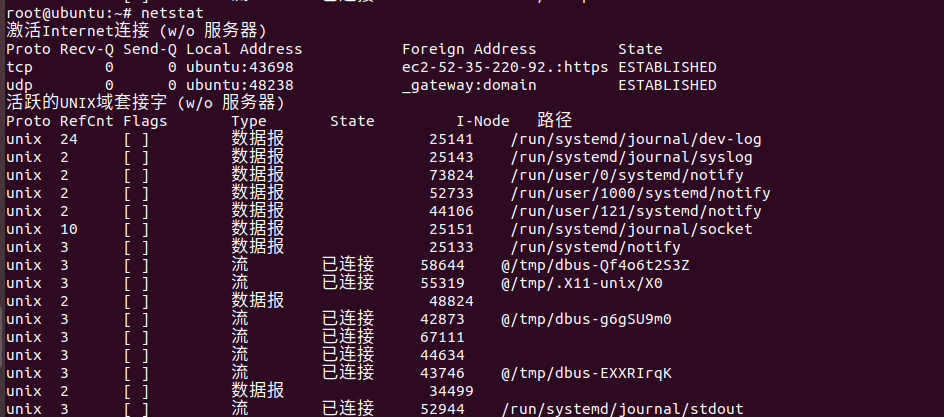 root@ubuntu:~# netstat
激活Internet连接 (w/o 服务器)
Proto Recv-Q Send-Q Local Address           Foreign Address         State
tcp        0      0 ubuntu:43698            ec2-52-35-220-92.:https ESTABLISHED
udp        0      0 ubuntu:48238            _gateway:domain         ESTABLISHED
活跃的UNIX域套接字 (w/o 服务器)
Proto RefCnt Flags       Type       State         I-Node   路径
unix  24     [ ]         数据报                25141    /run/systemd/journal/dev-log
unix  2      [ ]         数据报                25143    /run/systemd/journal/syslog
unix  2      [ ]         数据报                73824    /run/user/0/systemd/notify
unix  2      [ ]         数据报                52733    /run/user/1000/systemd/notify
unix  2      [ ]         数据报                44106    /run/user/121/systemd/notify
unix  10     [ ]         数据报                25151    /run/systemd/journal/socket
unix  3      [ ]         数据报                25133    /run/systemd/notify
unix  3      [ ]         流        已连接     58644    @/tmp/dbus-Qf4o6t2S3Z
unix  3      [ ]         流        已连接     55319    @/tmp/.X11-unix/X0
unix  2      [ ]         数据报                48824
unix  3      [ ]         流        已连接     42873    @/tmp/dbus-g6gSU9m0
unix  3      [ ]         流        已连接     67111
unix  3      [ ]         流        已连接     44634
unix  3      [ ]         流        已连接     43746    @/tmp/dbus-EXXRIrqK
unix  2      [ ]         数据报                34499
unix  3      [ ]         流        已连接     52944    /run/systemd/journal/stdout